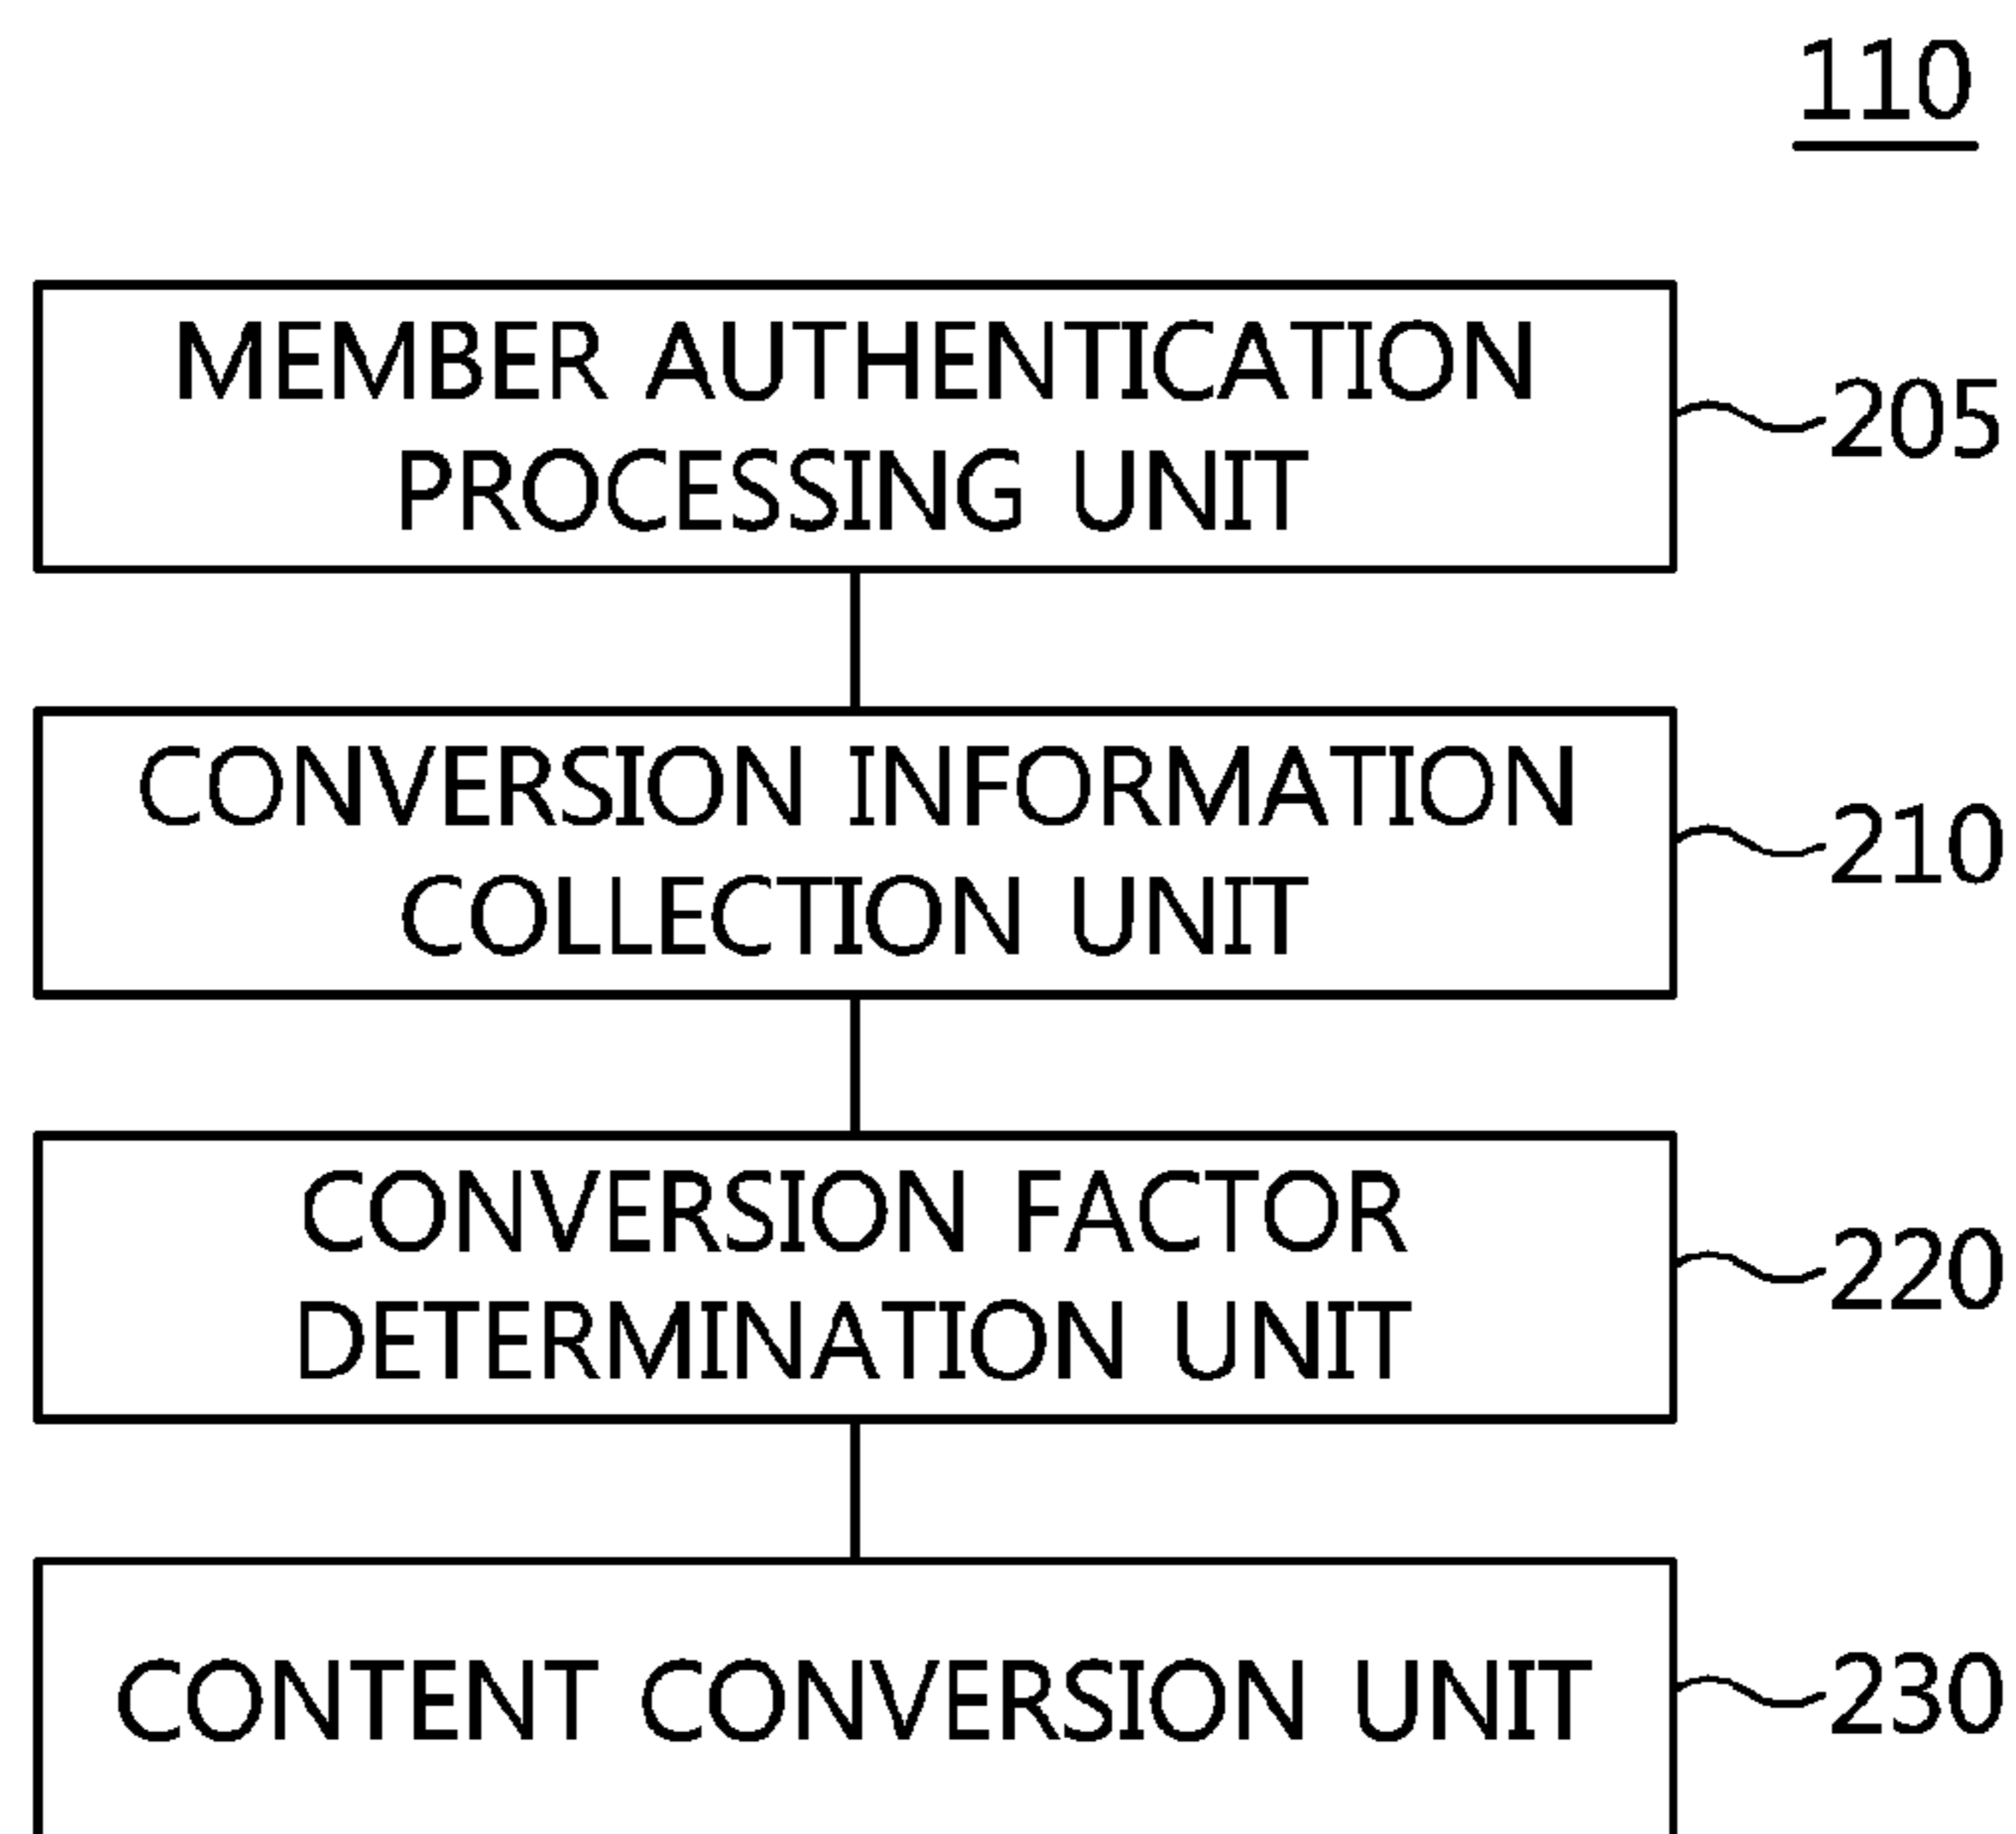 110
MEMBER AUTHENTICATION
PROCESSING UNIT
205
CONVERSION INFORMATION
COLLECTION UNIT
210
CONVERSION FACTOR
DETERMINATION UNIT
220
CONTENT CONVERSION UNIT
230